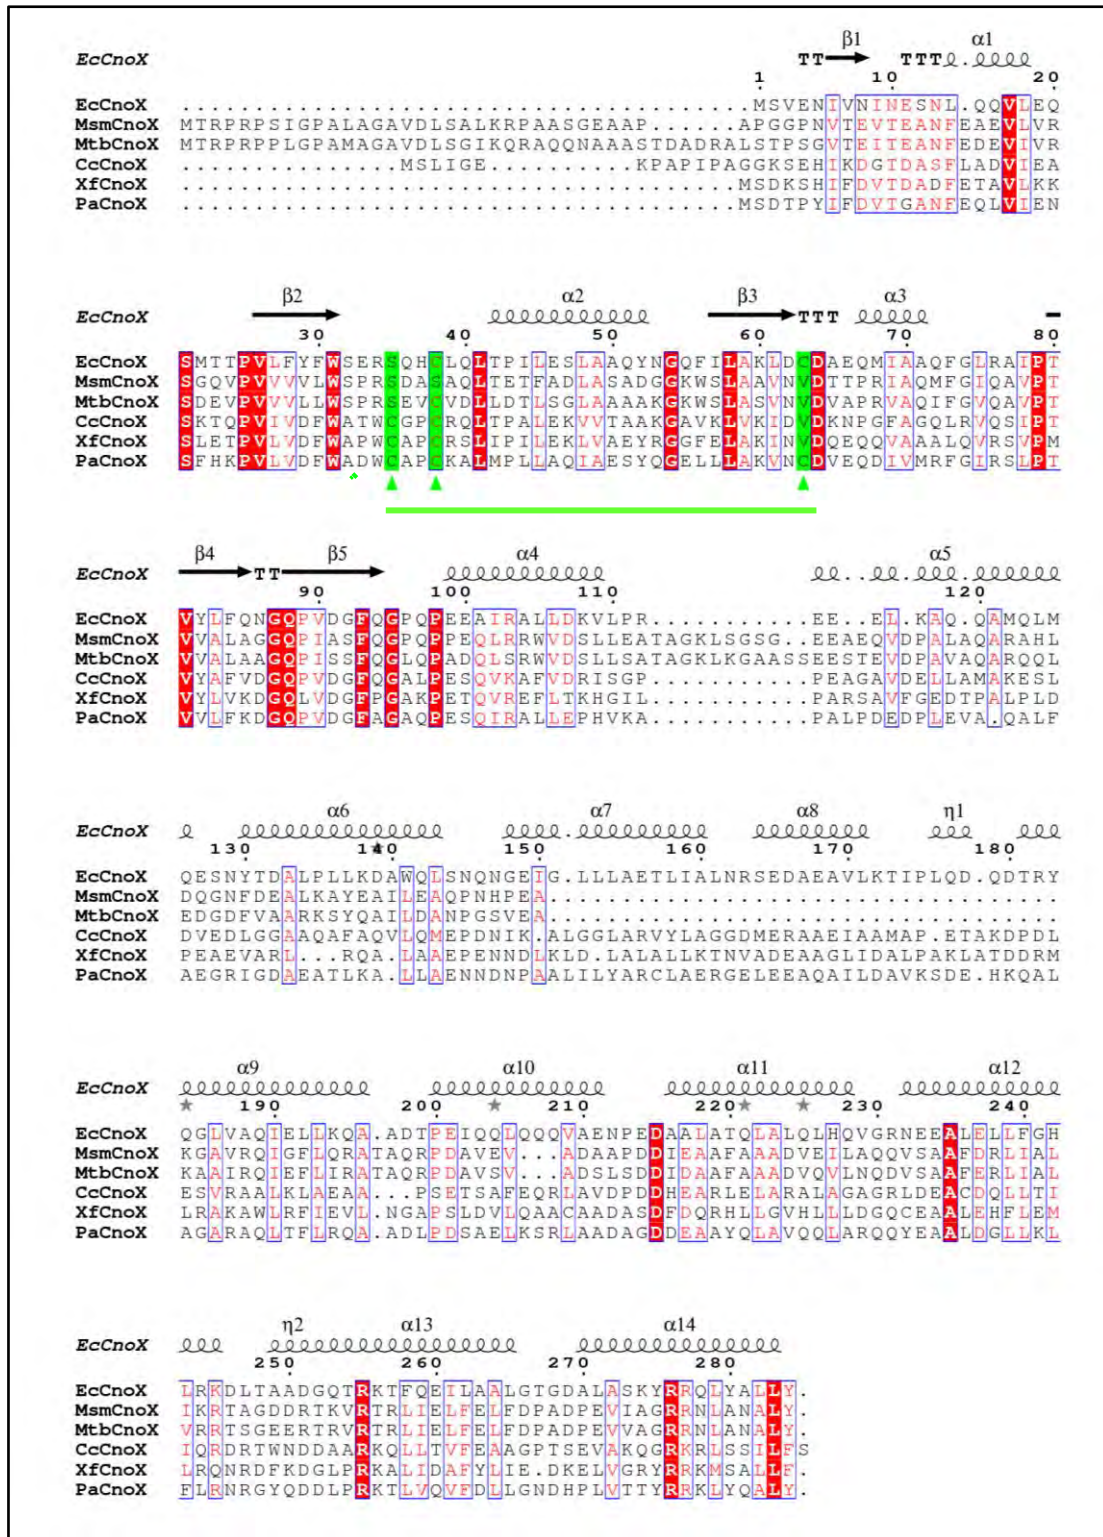 β1 α1
EcCnoX TT TTT
1 10 20
EcCnoX ....................................... MSVENIVNINESNL.QQVLEQ
MsmCnoX MTRPRPSIGPALAGAVDLSALKRPAASGEAAP......APGGPNVTEVTEANFEAEVLVR
MtbCnoX MTRPRPPLGPAMAGAVDLSGIKQRAQQNAAASTDADRALSTPSGVTEITEANFEDEVIVR
CcCnoX ...............MSLIGE..........KPAPIPAGGKSEHIKDGTDASFLADVIEA
XfCnoX ......................................MSDKSHIFDVTDADFETAVLKK
PaCnoX ......................................MSDTPYIFDVTGANFEQLVIEN
β2 α2 β3 α3
EcCnoX TTT
30 40 50 60 70 80
EcCnoX SMTTPVLFYFWSERSQHCLQLTPILESLAAQYNGQFILAKLDCDAEQMIAAQFGLRAIPT
MsmCnoX SGQVPVVVVLWSPRSDASAQLTETFADLASADGGKWSLAAVNVDTTPRIAQMFGIQAVPT
MtbCnoX SDEVPVVVLLWSPRSEVCVDLLDTLSGLAAAAKGKWSLASVNVDVAPRVAQIFGVQAVPT
CcCnoX SKTQPVIVDFWATWCGPCRQLTPALEKVVTAAKGAVKLVKIDVDKNPGFAGQLRVQSIPT
XfCnoX SLETPVLVDFWAPWCAPCRSLIPILEKLVAEYRGGFELAKINVDQEQQVAAALQVRSVPM
PaCnoX SFHKPVLVDFWADWCAPCKALMPLLAQIAESYQGELLLAKVNCDVEQDIVMRFGIRSLPT
β4 β5 α4 α5
EcCnoX TT
90 100 110 120
EcCnoX VYLFQNGQPVDGFQGPQPEEAIRALLDKVLPR...........EE..EL.KAQ.QAMQLM
MsmCnoX VVALAGGQPIASFQGPQPPEQLRRWVDSLLEATAGKLSGSG..EEAEQVDPALAQARAHL
MtbCnoX VVALAAGQPISSFQGLQPADQLSRWVDSLLSATAGKLKGAASSEESTEVDPAVAQARQQL
CcCnoX VYAFVDGQPVDGFQGALPESQVKAFVDRISGP...........PEAGAVDELLAMAKESL
XfCnoX VYLVKDGQLVDGFPGAKPETQVREFLTKHGIL...........PARSAVFGEDTPALPLD
PaCnoX VVLFKDGQPVDGFAGAQPESQIRALLEPHVKA...........PALPDEDPLEVA.QALF
α6 α7 α8 η1
EcCnoX
130 140 150 160 170 180
EcCnoX QESNYTDALPLLKDAWQLSNQNGEIG.LLLAETLIALNRSEDAEAVLKTIPLQD.QDTRY
MsmCnoX DQGNFDEALKAYEAILEAQPNHPEA...................................
MtbCnoX EDGDFVAARKSYQAILDANPGSVEA...................................
CcCnoX DVEDLGGAAQAFAQVLQMEPDNIK.ALGGLARVYLAGGDMERAAEIAAMAP.ETAKDPDL
XfCnoX PEAEVARL...RQA.LAAEPENNDLKLD.LALALLKTNVADEAAGLIDALPAKLATDDRM
PaCnoX AEGRIGDAEATLKA.LLAENNDNPAALILYARCLAERGELEEAQAILDAVKSDE.HKQAL
α9 α10 α11 α12
EcCnoX
190 200 210 220 230 240
EcCnoX QGLVAQIELLKQA.ADTPEIQQLQQQVAENPEDAALATQLALQLHQVGRNEEALELLFGH
MsmCnoX KGAVRQIGFLQRATAQRPDAVEV...ADAAPDDIEAAFAAADVEILAQQVSAAFDRLIAL
MtbCnoX KAAIRQIEFLIRATAQRPDAVSV...ADSLSDDIDAAFAAADVQVLNQDVSAAFERLIAL
CcCnoX ESVRAALKLAEAA...PSETSAFEQRLAVDPDDHEARLELARALAGAGRLDEACDQLLTI
XfCnoX LRAKAWLRFIEVL.NGAPSLDVLQAACAADASDFDQRHLLGVHLLLDGQCEAALEHFLEM
PaCnoX AGARAQLTFLRQA.ADLPDSAELKSRLAADAGDDEAAYQLAVQQLARQQYEAALDGLLKL
η2 α13 α14
EcCnoX
250 260 270 280
EcCnoX LRKDLTAADGQTRKTFQEILAALGTGDALASKYRRQLYALLY.
MsmCnoX IKRTAGDDRTKVRTRLIELFELFDPADPEVIAGRRNLANALY.
MtbCnoX VRRTSGEERTRVRTRLIELFELFDPADPEVVAGRRNLANALY.
CcCnoX IQRDRTWNDDAARKQLLTVFEAAGPTSEVAKQGRKRLSSILFS
XfCnoX LRQNRDFKDGLPRKALIDAFYLIE.DKELVGRYRRKMSALLF.
PaCnoX FLRNRGYQDDLPRKTLVQVFDLLGNDHPLVTTYRRKLYQALY.